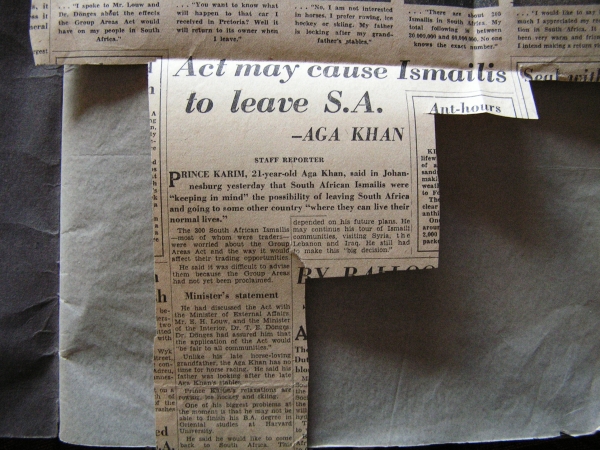 . . . "I spoke to Mr. Louw and
Dr. Dönges about the effects
the Group Areas Act would
have on my people in South
Africa."
. . . "You want to know what
will happen to that car I
received in Pretoria? Well it
will return to its owner when
I leave."
. . . "No, I am not interested
in horses. I prefer rowing, ice
hockey or ski-ing. My father
is looking after my grand-
father's stables."
. . . "There are about 200
Ismailis in South Africa. My
total following is between
20,000,000 and
knows the exact number."
. . . "I would like to say
much I appreciated my
tion in South Africa. It
been very warm and
I intend making a return
Act may cause Ismailis
to leave S.A.
—AGA KHAN
STAFF REPORTER
PRINCE KARIM, 21-year-old Aga Khan, said in Johan-
nesburg yesterday that South African Ismailis were
"keeping in mind" the possibility of leaving South Africa
and going to some other country "where they can live their
normal lives."
The 300 South African Ismailis
—most of whom were traders—
were worried about the Group
Areas Act and the way it would
affect their trading opportunities
He said it was difficult to advise
them because the Group Areas
had not yet been proclaimed.
Minister's statement
He had discussed the Act with
the Minister of External Affairs,
Mr. E. H. Louw, and the Minister
of the Interior, Dr. T. E. Dönges.
Dr. Dönges had assured him that
the application of the Act would
be "fair to all communities."
Unlike his late horse-loving
grandfather, the Aga Khan has no
time for horse racing. He said his
father was looking after the late
Aga Khan's stables.
Prince Karim's relaxations are
rowing, ice hockey and skiing.
One of his biggest problems at
the moment is that he may not be
able to finish his B.A. degree in
Oriental studies at Harvard
University.
He said he would like to come
back to South Africa. This
depended on his future plans. He
may continue his tour of Ismaili
communities, visiting Syria, the
Lebanon and Iraq. He still had
to make this "big decision."
Ant-hours
BY BALLOO
Seal with